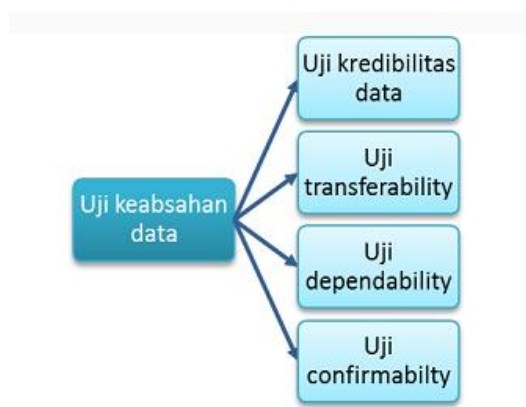 Uji kredibilitas
data
Uji
transferability
Uji keabsahan
data
Uji
dependability
Uji
confirmabilty